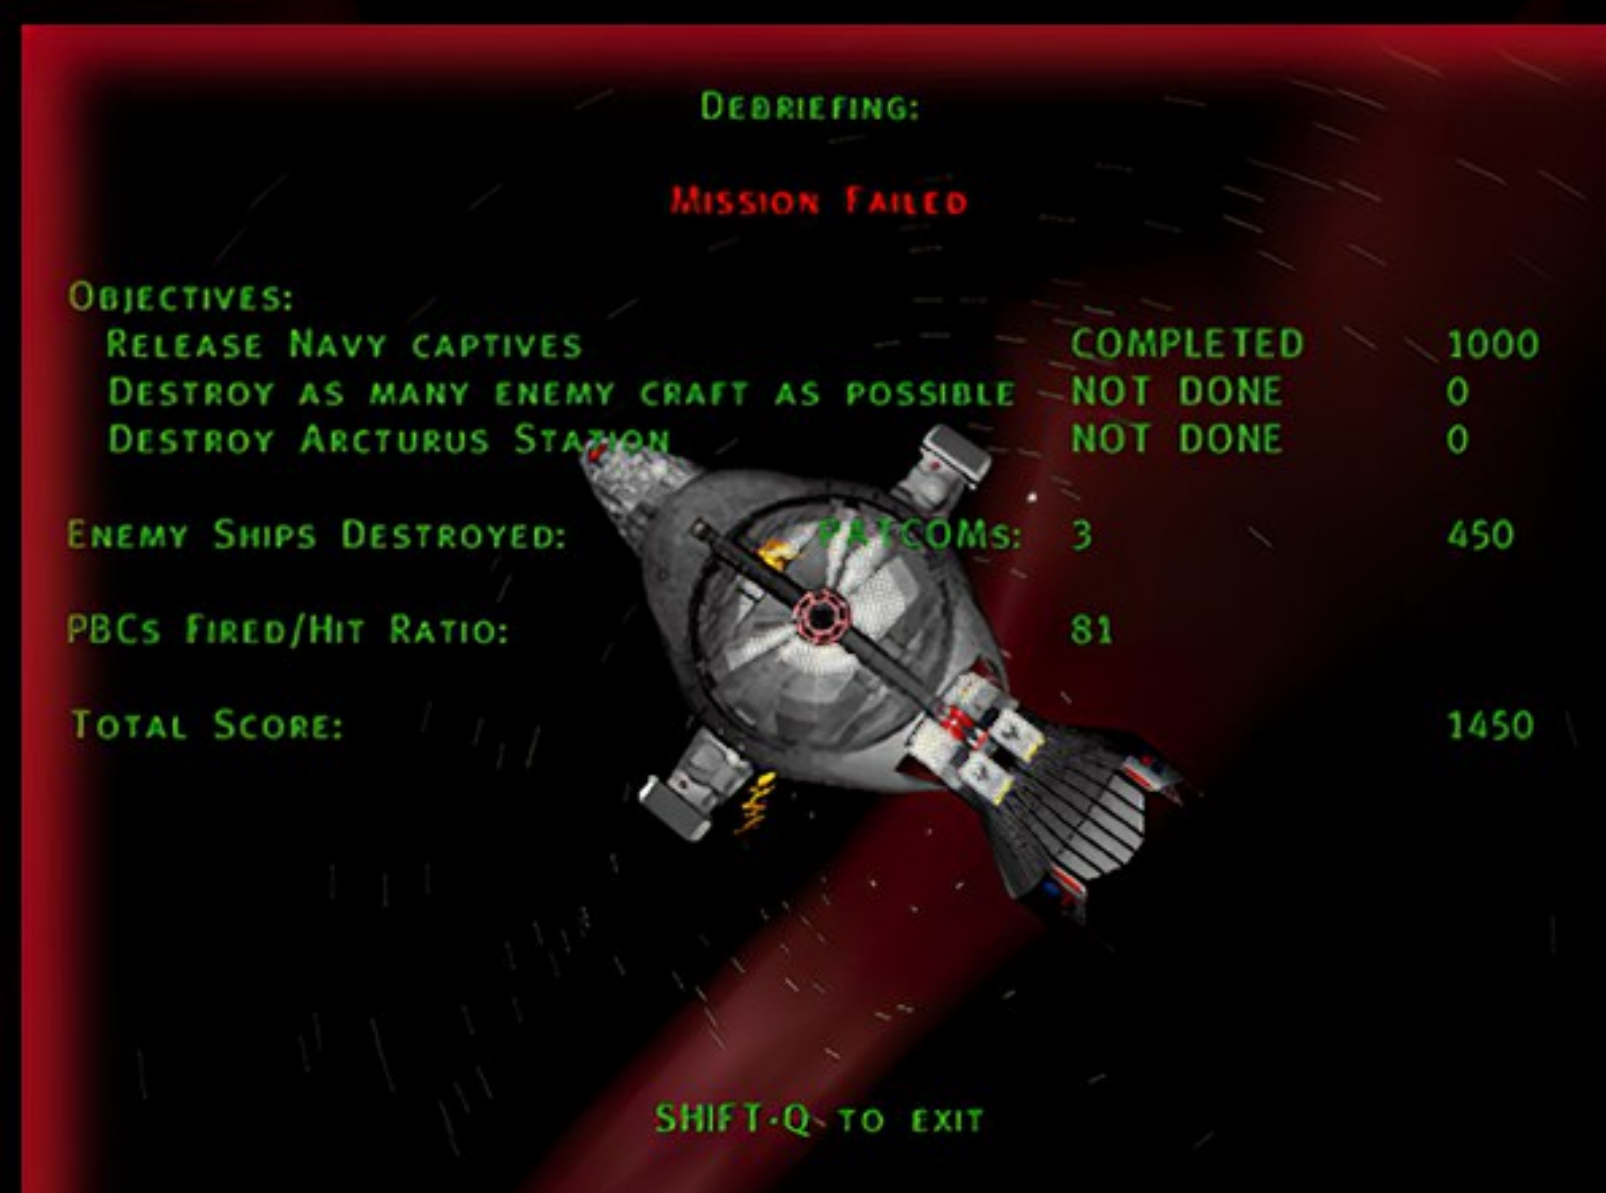 DEBRIEFING:
MISSION FAILED
OBJECTIVES:
RELEASE NAVY CAPTIVES COMPLETED 1000
DESTROY AS MANY ENEMY CRAFT AS POSSIBLE NOT DONE 0
DESTROY ARCTURUS STATION NOT DONE 0
ENEMY SHIPS DESTROYED: PATCOMS: 3 450
PBCS FIRED/HIT RATIO: 81
TOTAL SCORE: 1450
SHIFT-Q TO EXIT